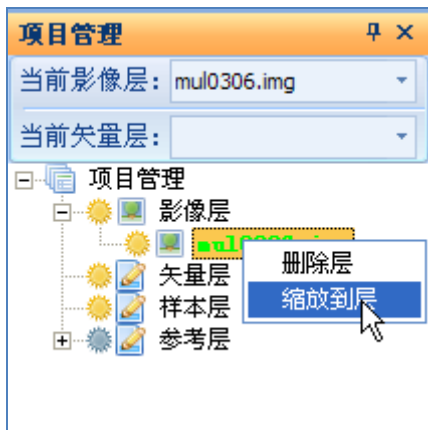 项目管理
当前影像层: mul0306.img
当前矢量层:
项目管理
影像层
删除层
矢量层
缩放到层
样本层
参考层